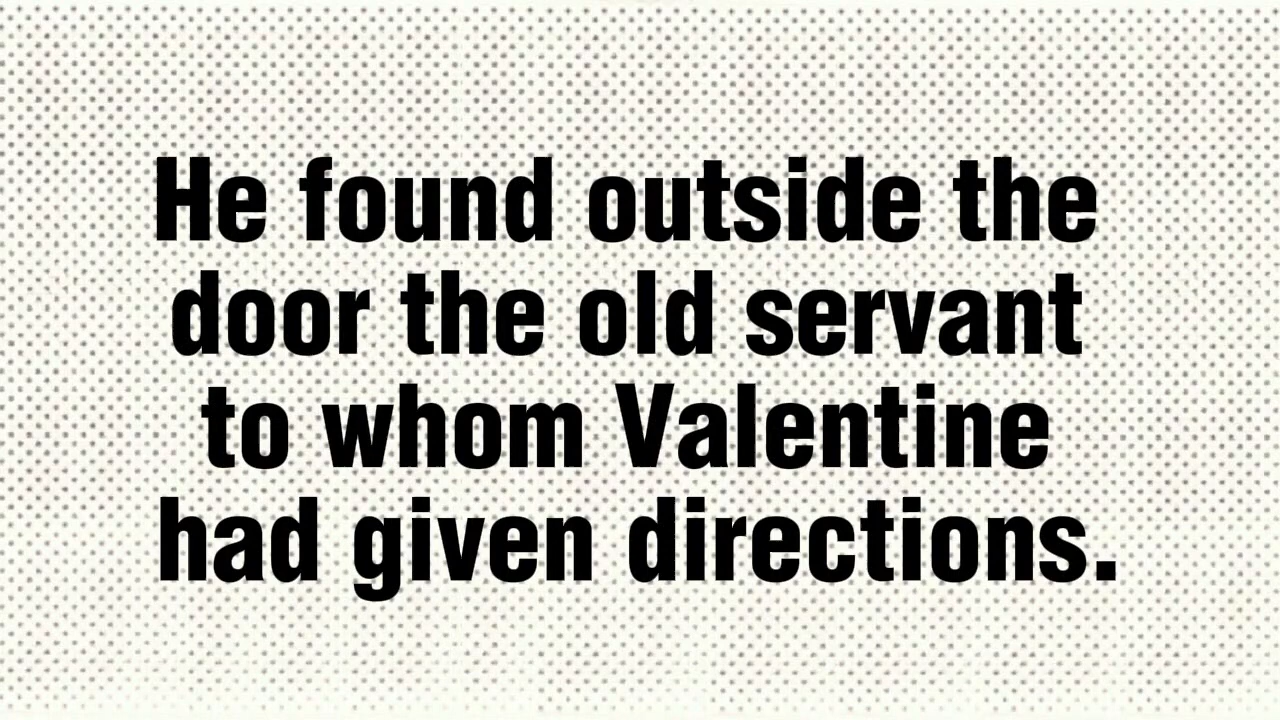 He found outside the
door the old servant
to whom Valentine
had given directions.